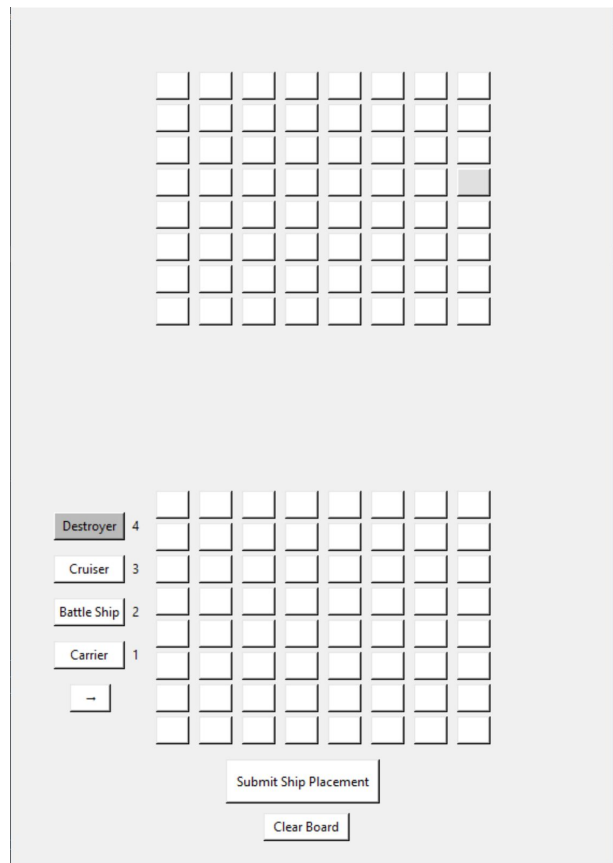 Destroyer 4
Cruiser 3
Battle Ship 2
Carrier 1
→
Submit Ship Placement
Clear Board